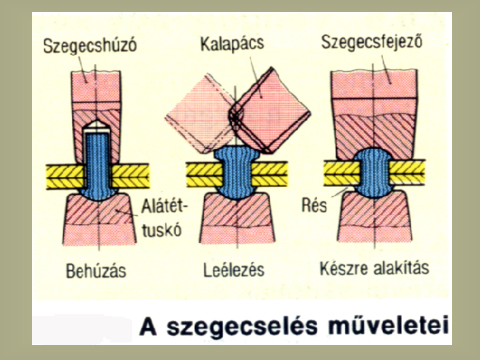 Szegecshúzó
Kalapács
Szegecsfejező
Alátét-
tuskó
Rés
Behúzás
Leélezés
Készre alakítás
A szegecselés műveletei